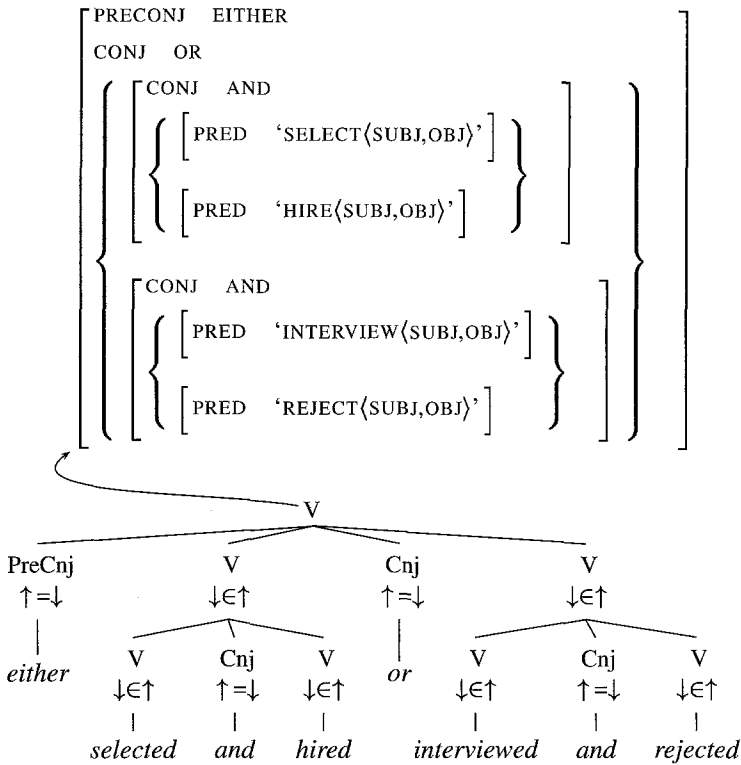 PRECONJ EITHER
CONJ OR
CONJ AND
PRED ‘SELECT⟨SUBJ,OBJ⟩’
PRED ‘HIRE⟨SUBJ,OBJ⟩’
CONJ AND
PRED ‘INTERVIEW⟨SUBJ,OBJ⟩’
PRED ‘REJECT⟨SUBJ,OBJ⟩’
V
PreCnj V Cnj V
↑=↓ ↓∈↑ ↑=↓ ↓∈↑
either V Cnj V or V Cnj V
↓∈↑ ↑=↓ ↓∈↑ ↓∈↑ ↑=↓ ↓∈↑
selected and hired interviewed and rejected